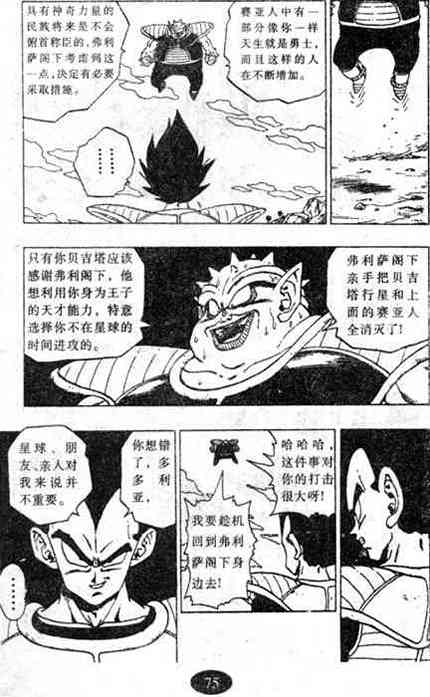 赛亚人中有一
部分像你一样
天生就勇士，
而且这样的人
在不断增加。
具有神奇力量的
民族将来是不会
俯首称臣的，弗利
萨阁下考虑到这
一点，决定有必要
采取措施。
……
弗利萨阁下
亲手把贝吉
塔行星和上
面的赛亚人
全消灭了！
只有你贝吉塔应该
感谢弗利阁下，他
想利用你身为王子
的天才能力，特意
选择你不在星球的
时间进攻的。
哈哈哈，
这件事对
你的打击
很大呀！
我要趁机
回到弗利
萨阁下身
边去！
你想错
了，多
多利
亚，
星球、朋
友、亲人对
我来说并
不重要。
……
75